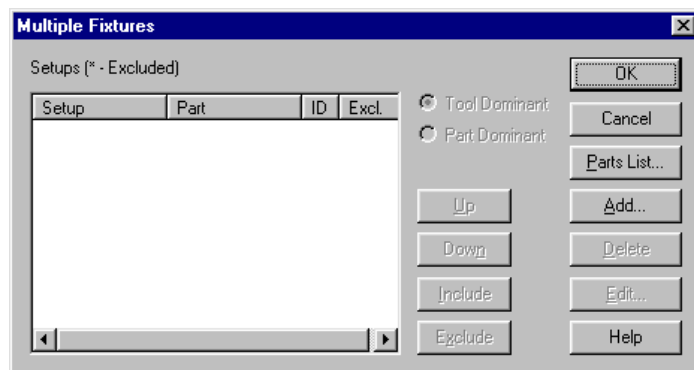 Multiple Fixtures
Setups (* - Excluded)
Setup Part ID Excl.
Tool Dominant
Part Dominant
Up
Down
Include
Exclude
OK
Cancel
Parts List...
Add...
Delete
Edit...
Help